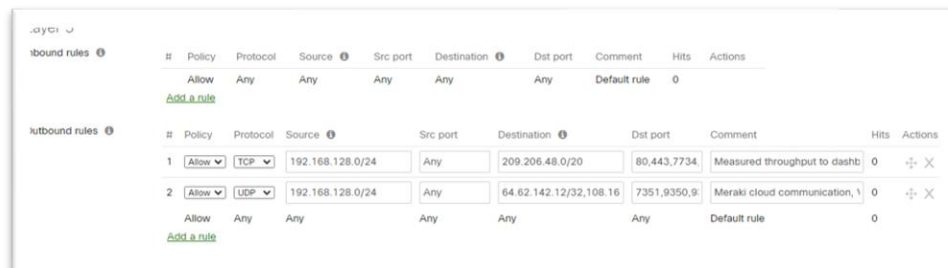 nbound rules
# Policy Protocol Source Src port Destination Dst port Comment Hits Actions
Allow Any Any Any Any Any Default rule 0
Add a rule
Outbound rules
# Policy Protocol Source Src port Destination Dst port Comment Hits Actions
1 Allow TCP 192.168.128.0/24 Any 209.206.48.0/20 80,443,7734, Measured throughput to dashb 0
2 Allow UDP 192.168.128.0/24 Any 64.62.142.12/32,108.16 7351,9350,9 Meraki cloud communication, 0
Allow Any Any Any Any Any Default rule 0
Add a rule